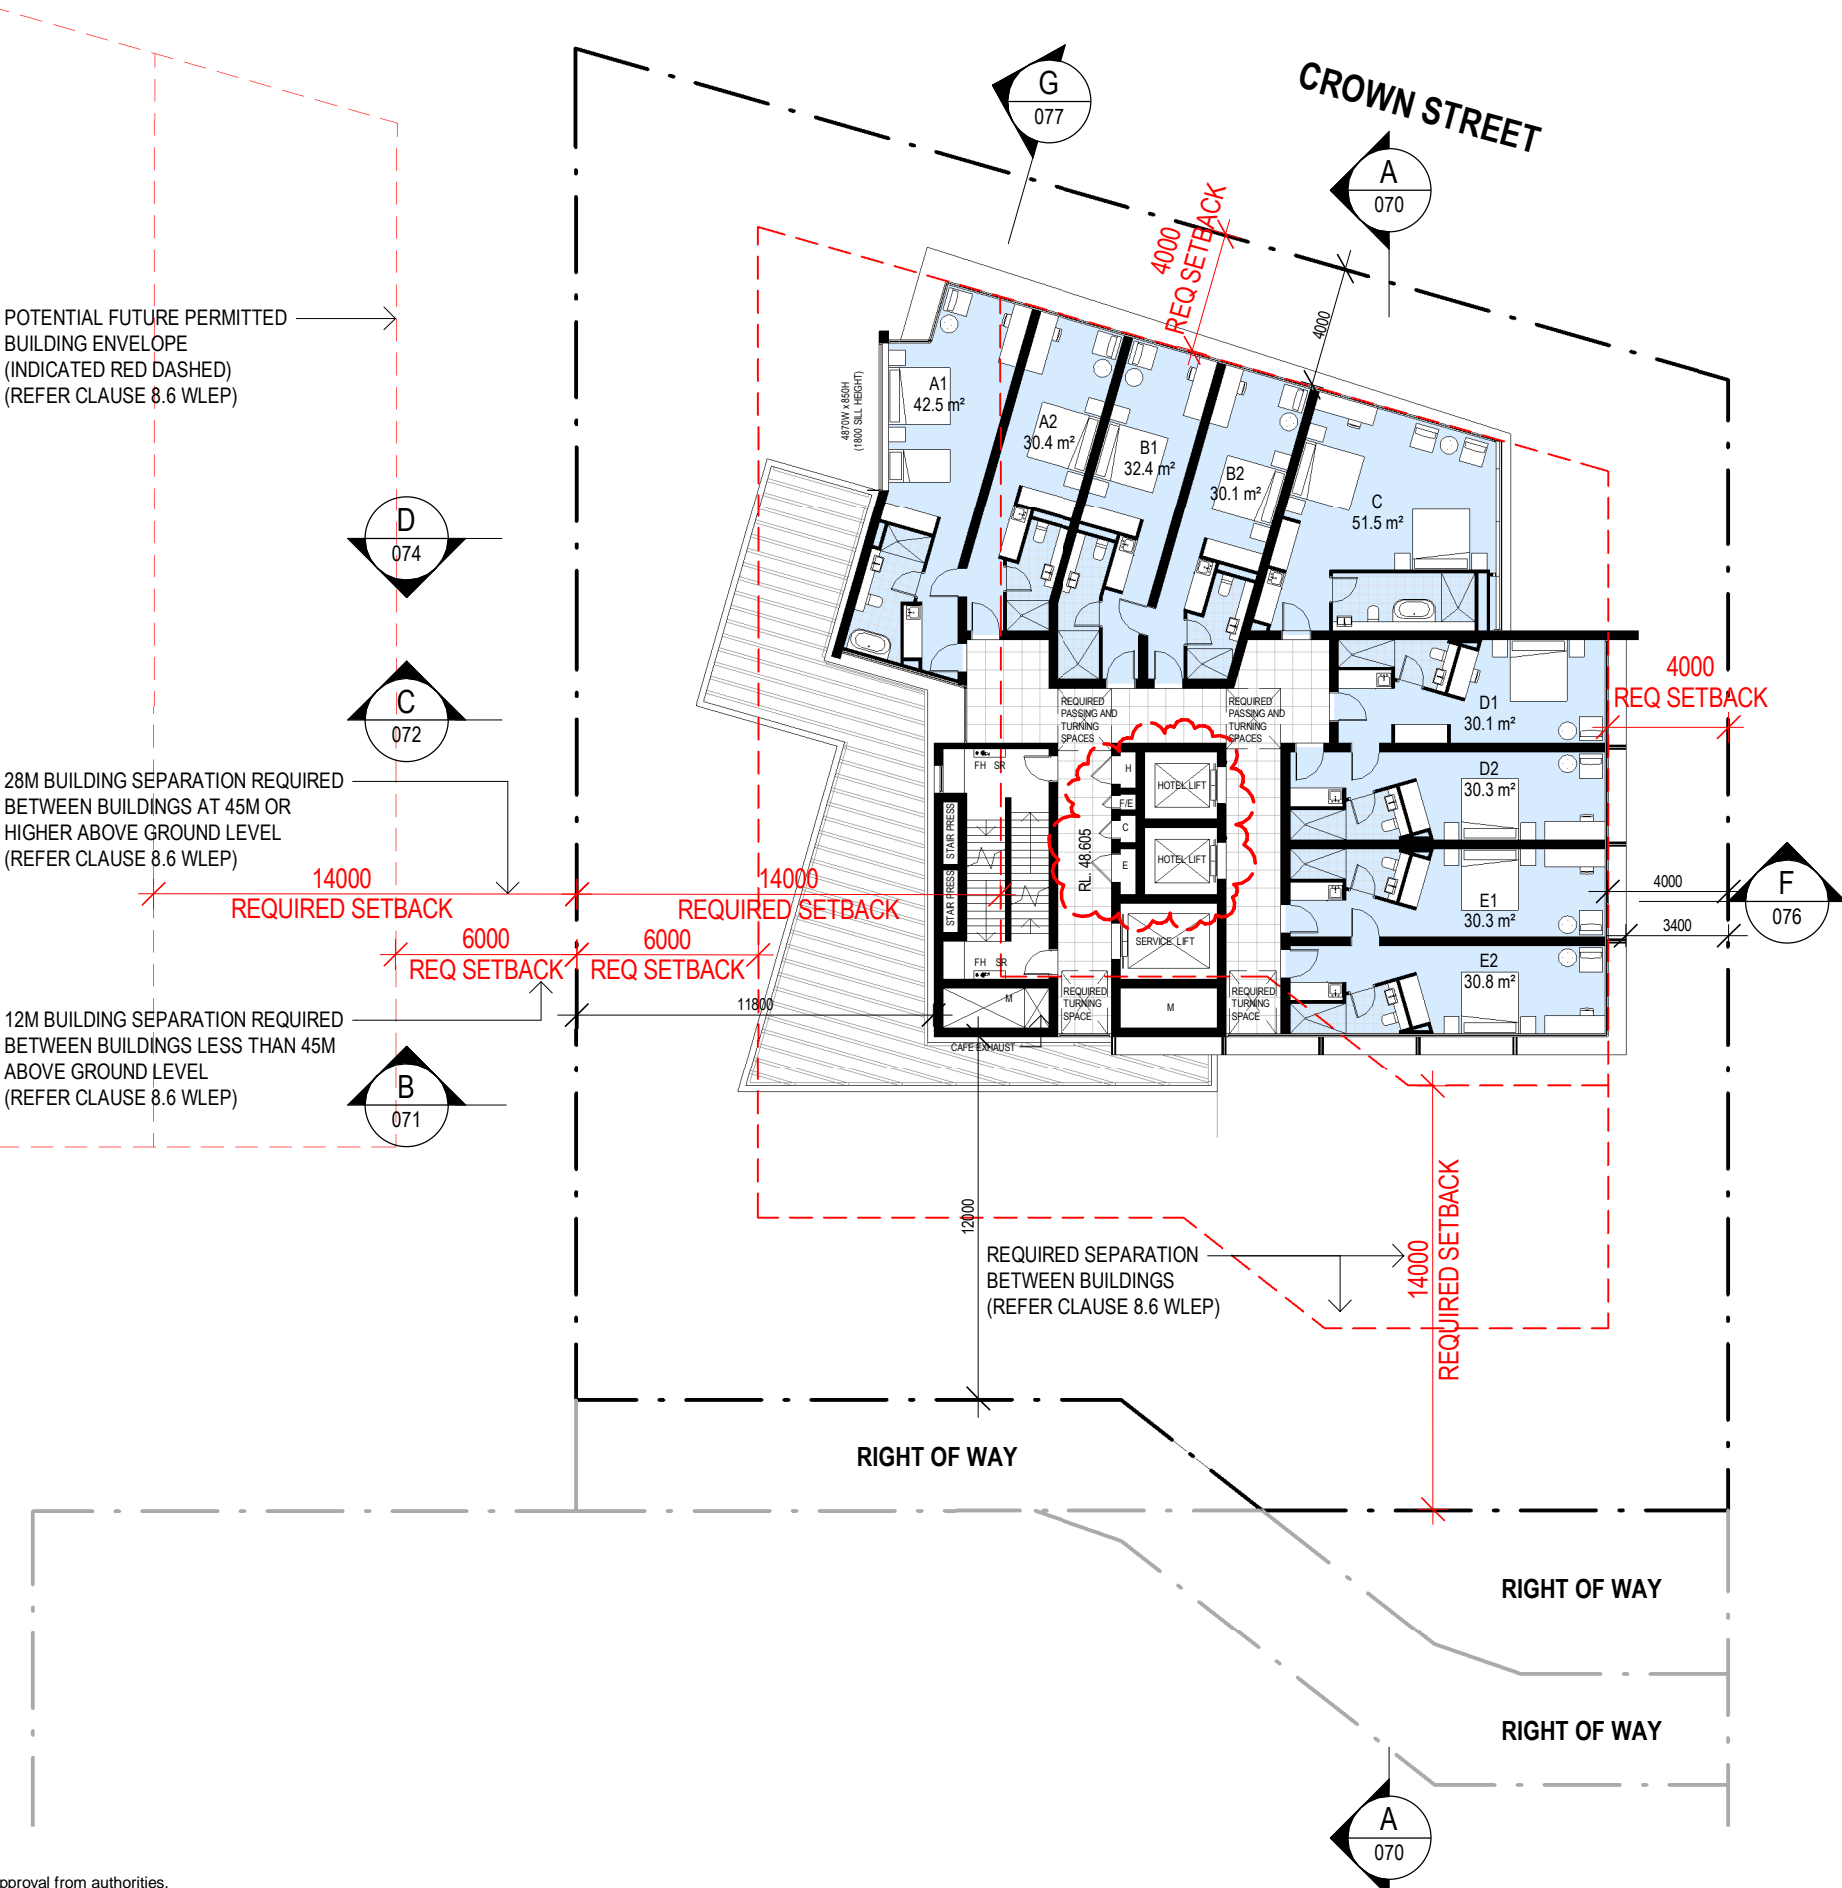 CROWN STREET
G
077
A
070
4000
REQ SETBACK
4000
POTENTIAL FUTURE PERMITTED
BUILDING ENVELOPE
(INDICATED RED DASHED)
(REFER CLAUSE 8.6 WLEP)
4870W x 850H
(1800 SILL HEIGHT)
A1
42.5 m²
A2
30.4 m²
B1
32.4 m²
B2
30.1 m²
C
51.5 m²
D
074
C
072
4000
REQ SETBACK
D1
30.1 m²
REQUIRED
PASSING AND
TURNING
SPACES
REQUIRED
PASSING AND
TURNING
SPACES
28M BUILDING SEPARATION REQUIRED
BETWEEN BUILDINGS AT 45M OR
HIGHER ABOVE GROUND LEVEL
(REFER CLAUSE 8.6 WLEP)
FH SR
H
HOTEL LIFT
F/E
C
E
HOTEL LIFT
RL. 48.605
STAIR PRESS
STAIR PRESS
D2
30.3 m²
E1
30.3 m²
4000
3400
F
076
14000
REQUIRED SETBACK
14000
REQUIRED SETBACK
6000
REQ SETBACK
6000
REQ SETBACK
SERVICE LIFT
FH SR
E2
30.8 m²
M
REQUIRED
TURNING
SPACE
M
REQUIRED
TURNING
SPACE
11800
CAFE EXHAUST
12M BUILDING SEPARATION REQUIRED
BETWEEN BUILDINGS LESS THAN 45M
ABOVE GROUND LEVEL
(REFER CLAUSE 8.6 WLEP)
B
071
12000
REQUIRED SEPARATION
BETWEEN BUILDINGS
(REFER CLAUSE 8.6 WLEP)
14000
REQUIRED SETBACK
RIGHT OF WAY
RIGHT OF WAY
RIGHT OF WAY
A
070
pproval from authorities.